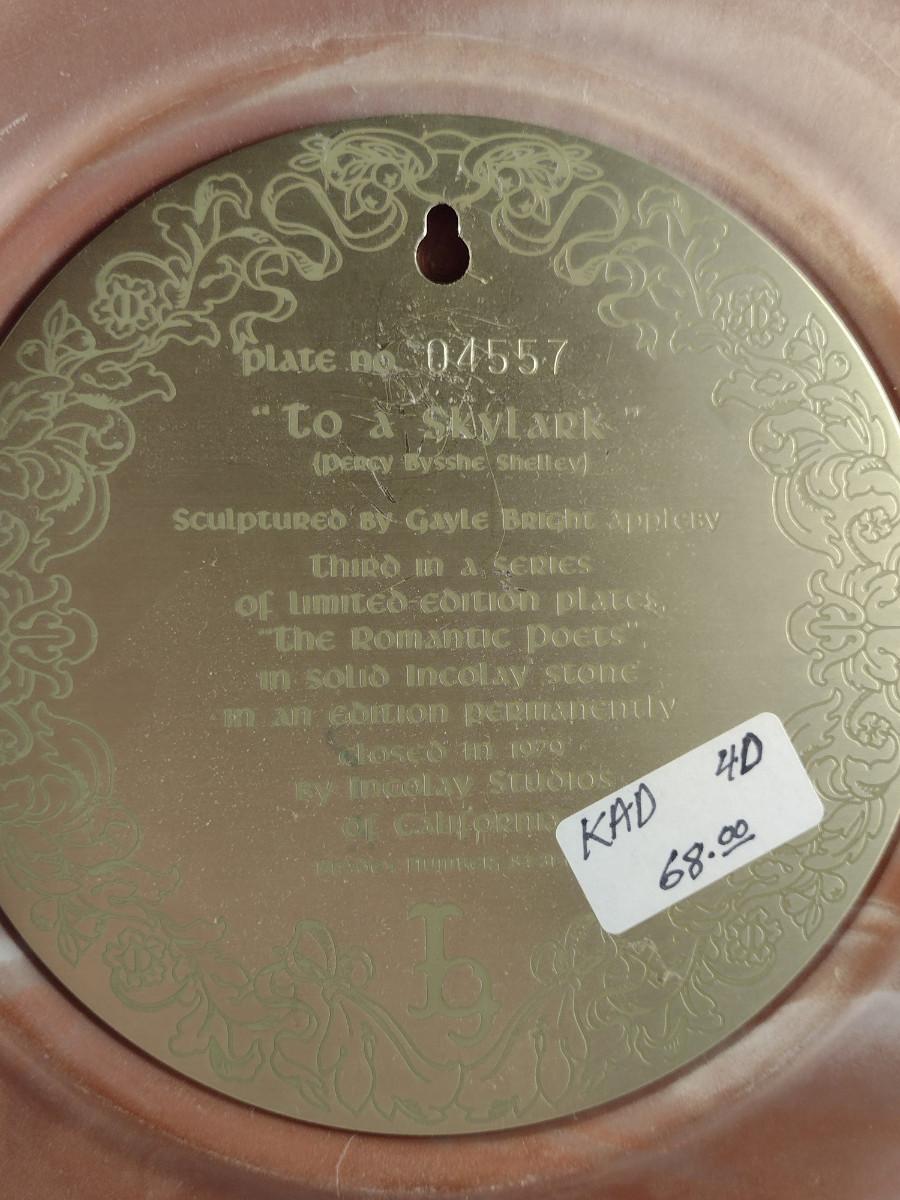 plate no. 04557
"To a Skylark"
(Percy Bysshe Shelley)
Sculptured by Gayle Bright Appleby
Third in a series
of limited-edition plates,
"The Romantic Poets",
in solid Incolay stone
in an edition permanently
closed in 1979
by Incolay Studios
of California
KAD 4D
68.00